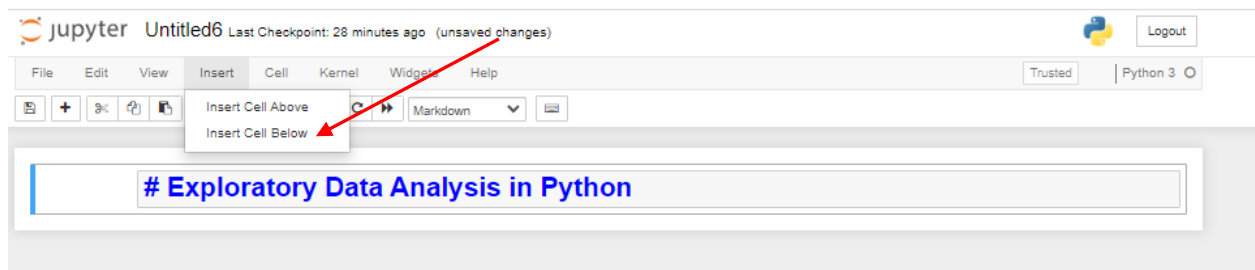 jupyter Untitled6 Last Checkpoint: 28 minutes ago (unsaved changes) Logout
File Edit View Insert Cell Kernel Widgets Help Trusted Python 3
Insert Cell Above
Markdown
Insert Cell Below
# Exploratory Data Analysis in Python